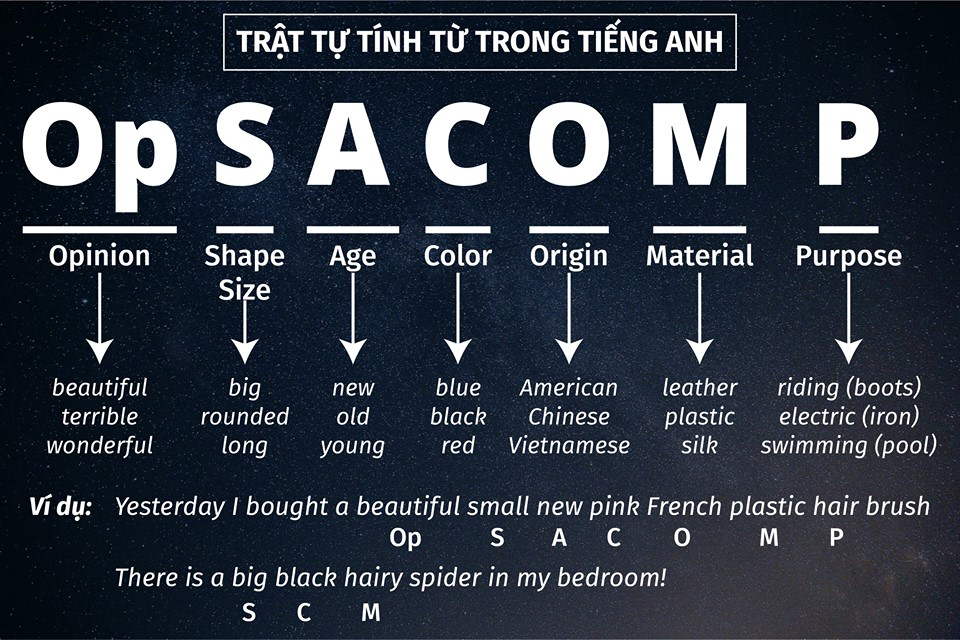 TRẬT TỰ TÍNH TỪ TRONG TIẾNG ANH
Op S A C O M P
Opinion Shape Size Age Color Origin Material Purpose
beautiful big new blue American leather riding (boots)
terrible rounded old black Chinese plastic electric (iron)
wonderful long young red Vietnamese silk swimming (pool)
Ví dụ: Yesterday I bought a beautiful small new pink French plastic hair brush
Op S A C O M P
There is a big black hairy spider in my bedroom!
S C M